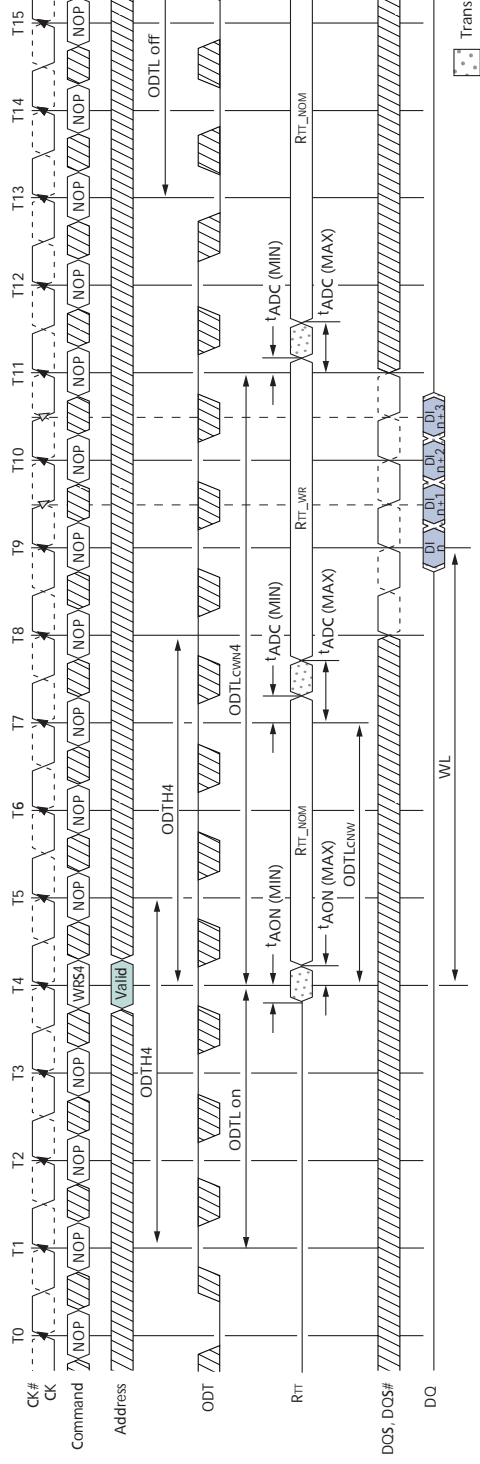 T0 T1 T2 T3 T4 T5 T6 T7 T8 T9 T10 T11 T12 T13 T14 T15
CK#
CK
Command NOP NOP NOP NOP WRS4 NOP NOP NOP NOP NOP NOP NOP NOP NOP NOP NOP
Address Valid
ODTH4 ODTH4 ODTL off
ODT
ODTL on ODTLCWN4
tAON (MIN) tADC (MIN) tADC (MIN)
RTT RTT_NOM RTT_WR RTT_NOM
tAON (MAX) tADC (MAX) tADC (MAX)
ODTLCNW
DQS, DQS#
DQ DI n DI n+1 DI n+2 DI n+3
WL
Trans